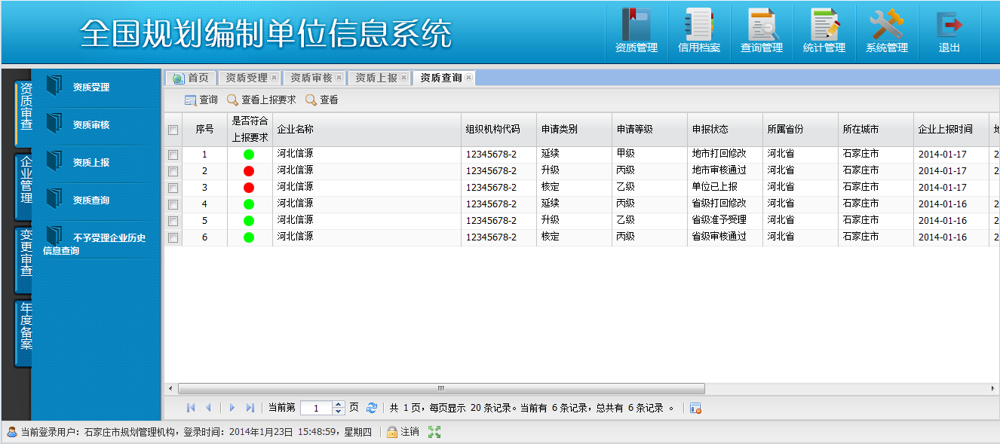 全国规划编制单位信息系统
资质管理 信用档案 查询管理 统计管理 系统管理 退出
资质审查
企业管理
变更审查
年度备案
资质受理
资质审核
资质上报
资质查询
不予受理企业历史
信息查询
首页 资质受理 资质审核 资质上报 资质查询
查询 查看上报要求 查看
序号 是否符合 企业名称 组织机构代码 申请类别 申请等级 申报状态 所属省份 所在城市 企业上报时间
上报要求
1 河北信源 12345678-2 延续 甲级 地市打回修改 河北省 石家庄市 2014-01-17 2
2 河北信源 12345678-2 升级 丙级 地市审核通过 河北省 石家庄市 2014-01-17 2
3 河北信源 12345678-2 核定 乙级 单位已上报 河北省 石家庄市 2014-01-17
4 河北信源 12345678-2 延续 丙级 省级打回修改 河北省 石家庄市 2014-01-16 2
5 河北信源 12345678-2 升级 乙级 省级准予受理 河北省 石家庄市 2014-01-16 2
6 河北信源 12345678-2 核定 丙级 省级审核通过 河北省 石家庄市 2014-01-16 2
当前第 1 页 共 1 页，每页显示 20 条记录。当前有 6 条记录，总共有 6 条记录 。
当前登录用户：石家庄市规划管理机构，登录时间：2014年1月23日 15:48:59，星期四 注销